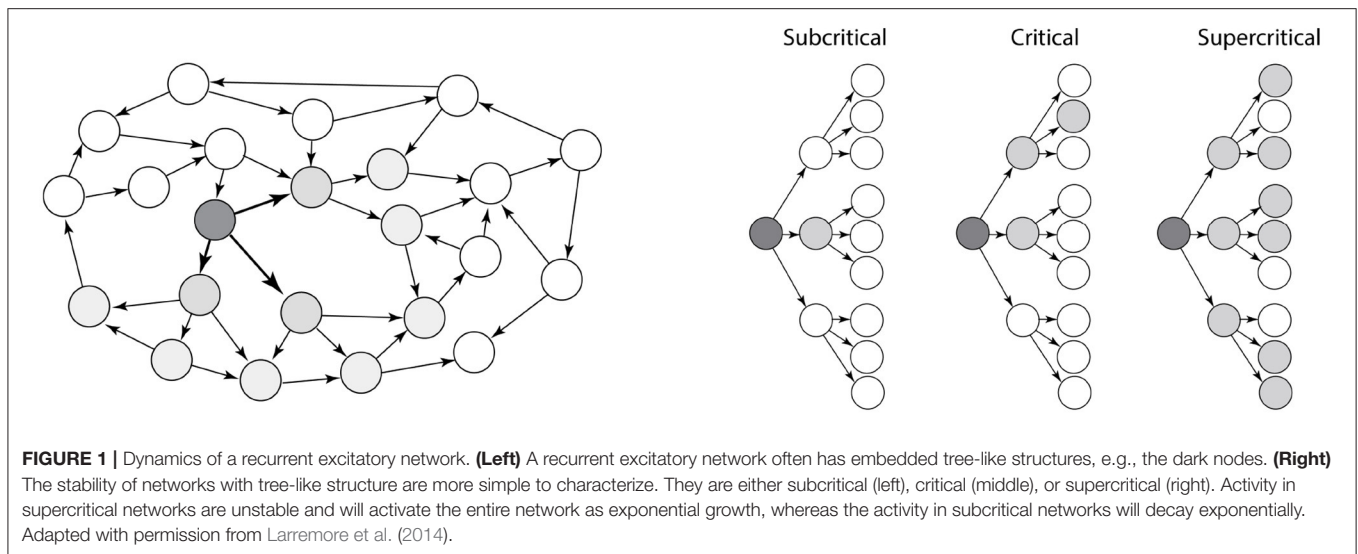 Subcritical
Critical
Supercritical
FIGURE 1 | Dynamics of a recurrent excitatory network. (Left) A recurrent excitatory network often has embedded tree-like structures, e.g., the dark nodes. (Right)
The stability of networks with tree-like structure are more simple to characterize. They are either subcritical (left), critical (middle), or supercritical (right). Activity in
supercritical networks are unstable and will activate the entire network as exponential growth, whereas the activity in subcritical networks will decay exponentially.
Adapted with permission from Larremore et al. (2014).